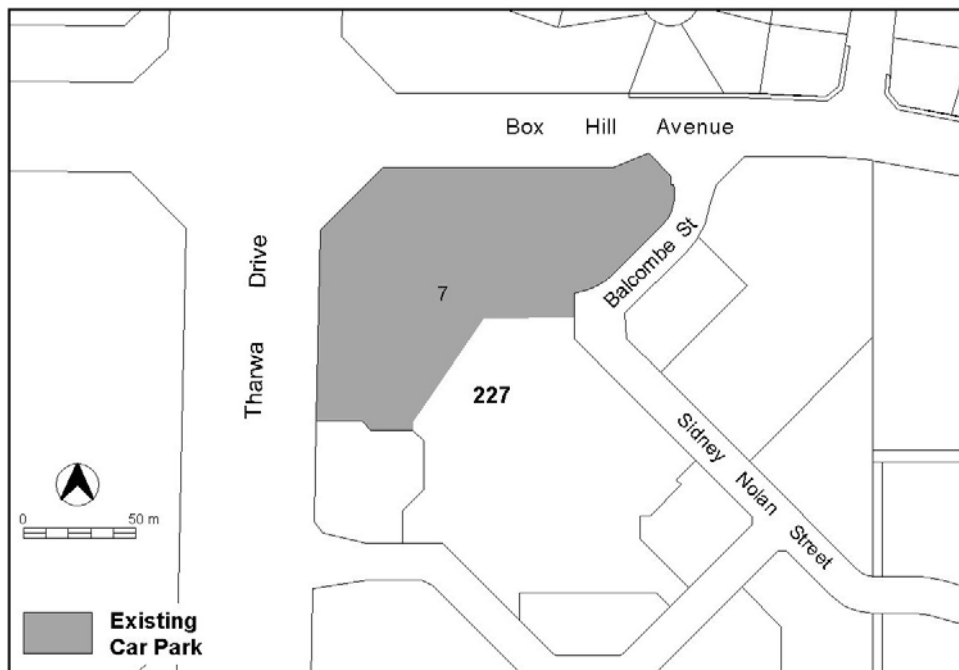 Box Hill Avenue
Tharwa Drive
Balcombe St
7
227
Sidney Nolan Street
0 50 m
Existing
Car Park